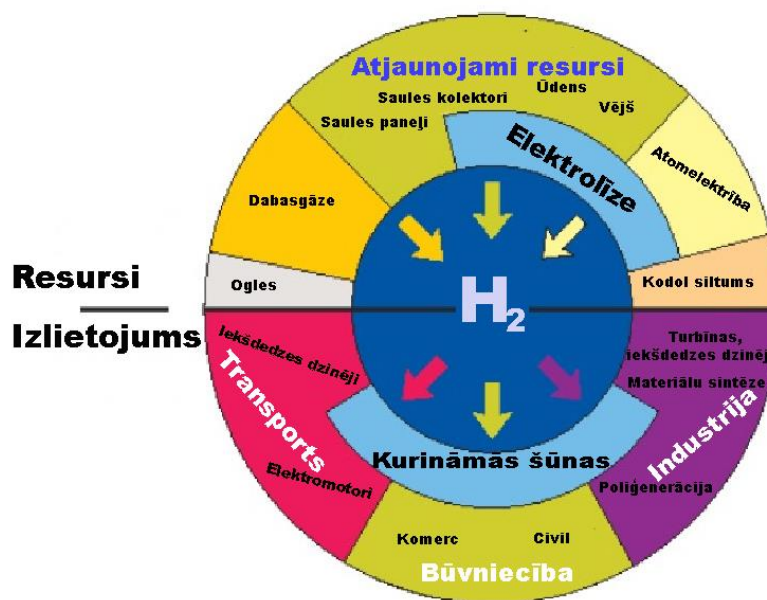 Atjaunojami resursi
Ūdens
Saules kolektori
Vējš
Saules paneļi
Elektrolīze
Atomelektrība
Dabasgāze
Resursi
Ogles
Kodol siltums
H2
Izlietojums
Iekšdedzes dzinēji
Turbīnas,
iekšdedzes dzinēj
Materiālu sintēze
Transports
Industrija
Kurināmās šūnas
Elektromotori
Poliģenerācija
Komerc
Civil
Būvniecība